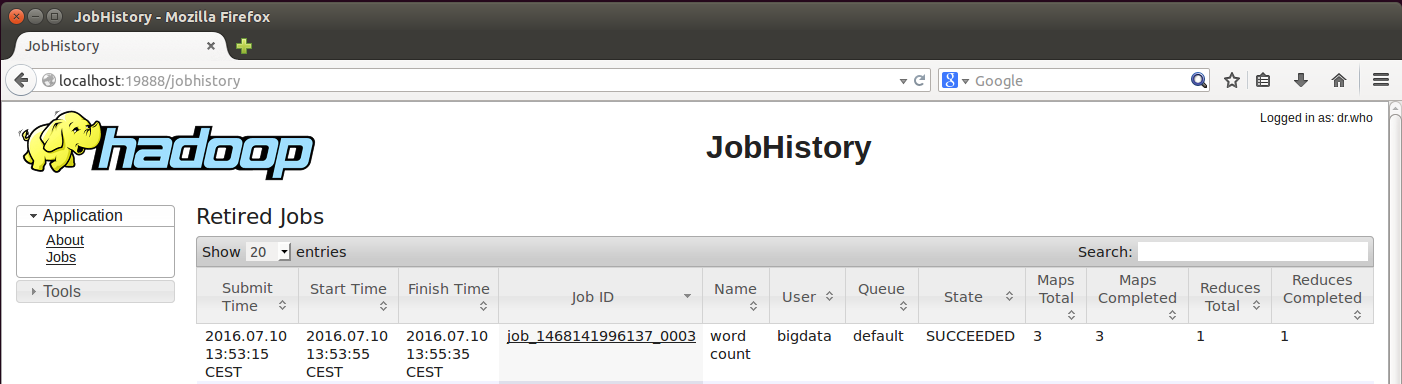 JobHistory - Mozilla Firefox
JobHistory
localhost:19888/jobhistory
Google
Logged in as: dr.who
hadoop
JobHistory
Application
About
Jobs
Tools
Retired Jobs
Show 20 entries
Search:
Submit Time Start Time Finish Time Job ID Name User Queue State Maps Total Maps Completed Reduces Total Reduces Completed
2016.07.10 2016.07.10 2016.07.10 job_1468141996137_0003 word bigdata default SUCCEEDED 3 3 1 1
13:53:15 13:53:55 13:55:35 count
CEST CEST CEST